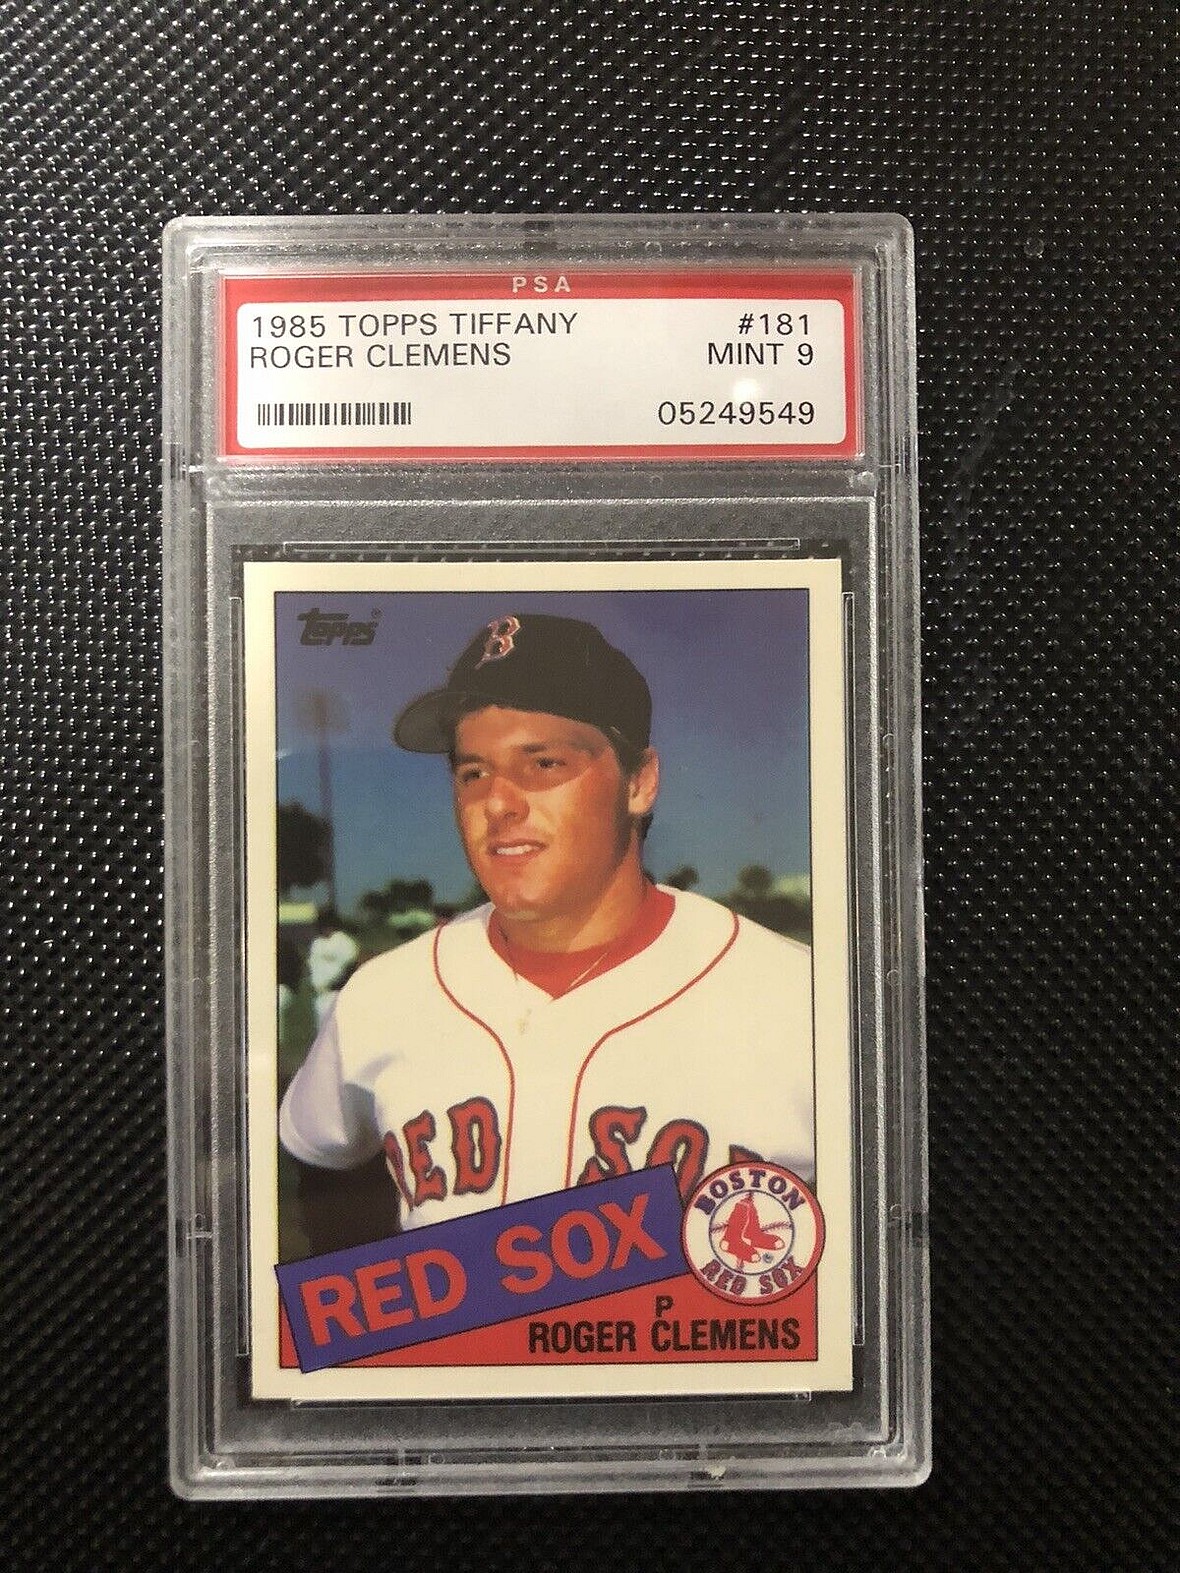 PSA
1985 TOPPS TIFFANY #181
ROGER CLEMENS MINT 9
05249549
Topps®
B
RED SO
BOSTON
RED SOX
®
RED SOX
P
ROGER CLEMENS